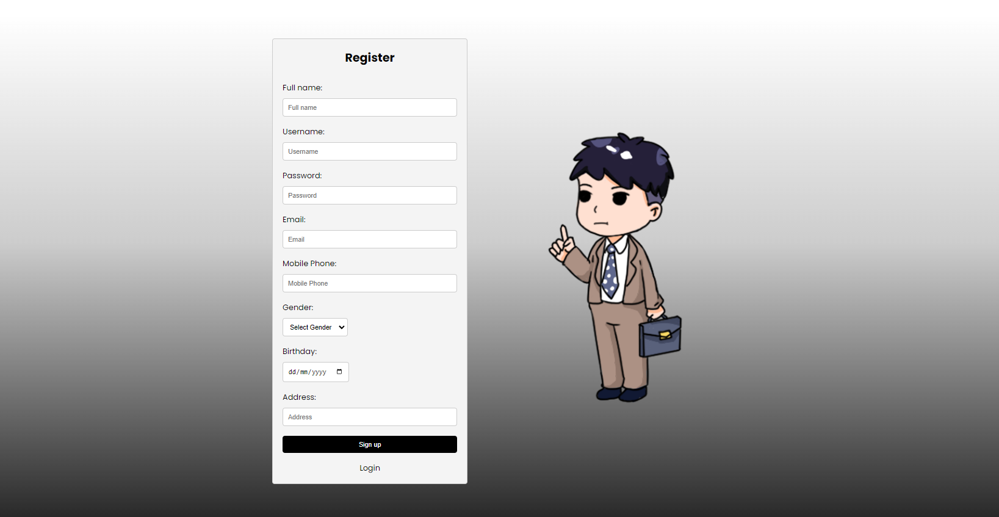 Register
Full name:
Full name
Username:
Username
Password:
Password
Email:
Email
Mobile Phone:
Mobile Phone
Gender:
Select Gender
Birthday:
dd/mm/yyyy
Address:
Address
Sign up
Login